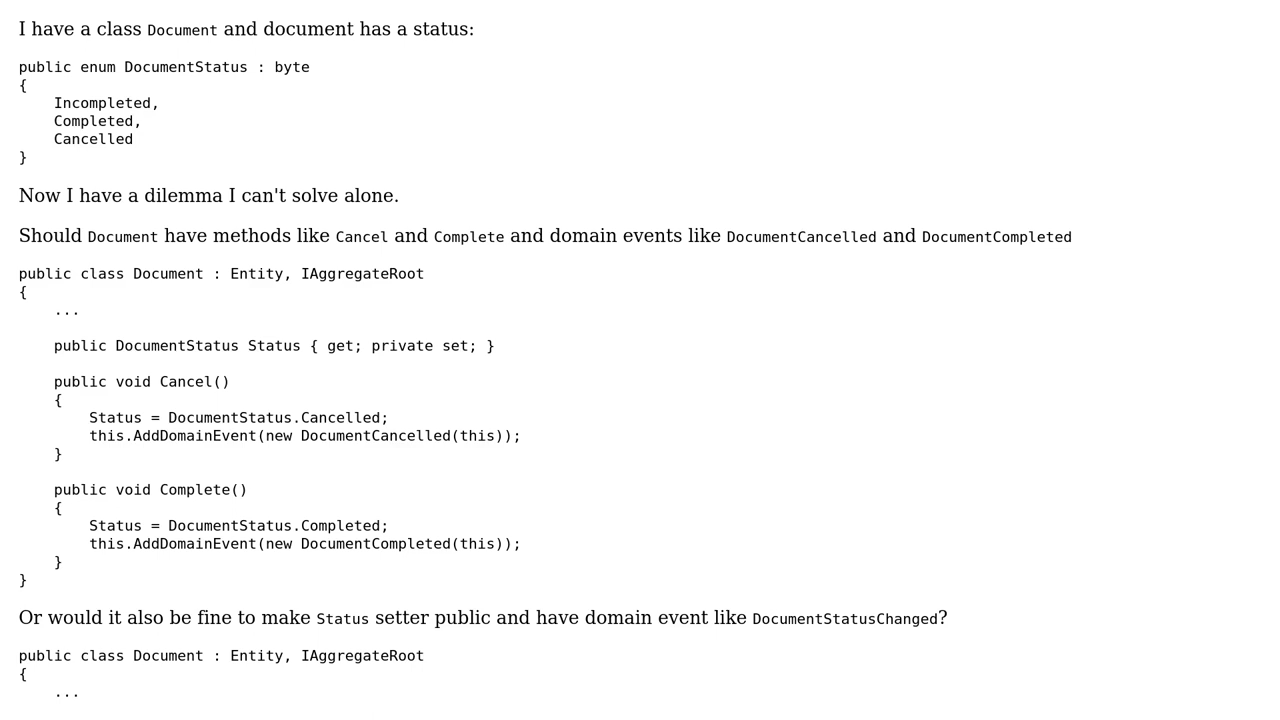 I have a class Document and document has a status:
public enum DocumentStatus : byte
{
    Incompleted,
    Completed,
    Cancelled
}
Now I have a dilemma I can't solve alone.
Should Document have methods like Cancel and Complete and domain events like DocumentCancelled and DocumentCompleted
public class Document : Entity, IAggregateRoot
{
    ...
    public DocumentStatus Status { get; private set; }
    public void Cancel()
    {
        Status = DocumentStatus.Cancelled;
        this.AddDomainEvent(new DocumentCancelled(this));
    }
    public void Complete()
    {
        Status = DocumentStatus.Completed;
        this.AddDomainEvent(new DocumentCompleted(this));
    }
}
Or would it also be fine to make Status setter public and have domain event like DocumentStatusChanged?
public class Document : Entity, IAggregateRoot
{
    ...